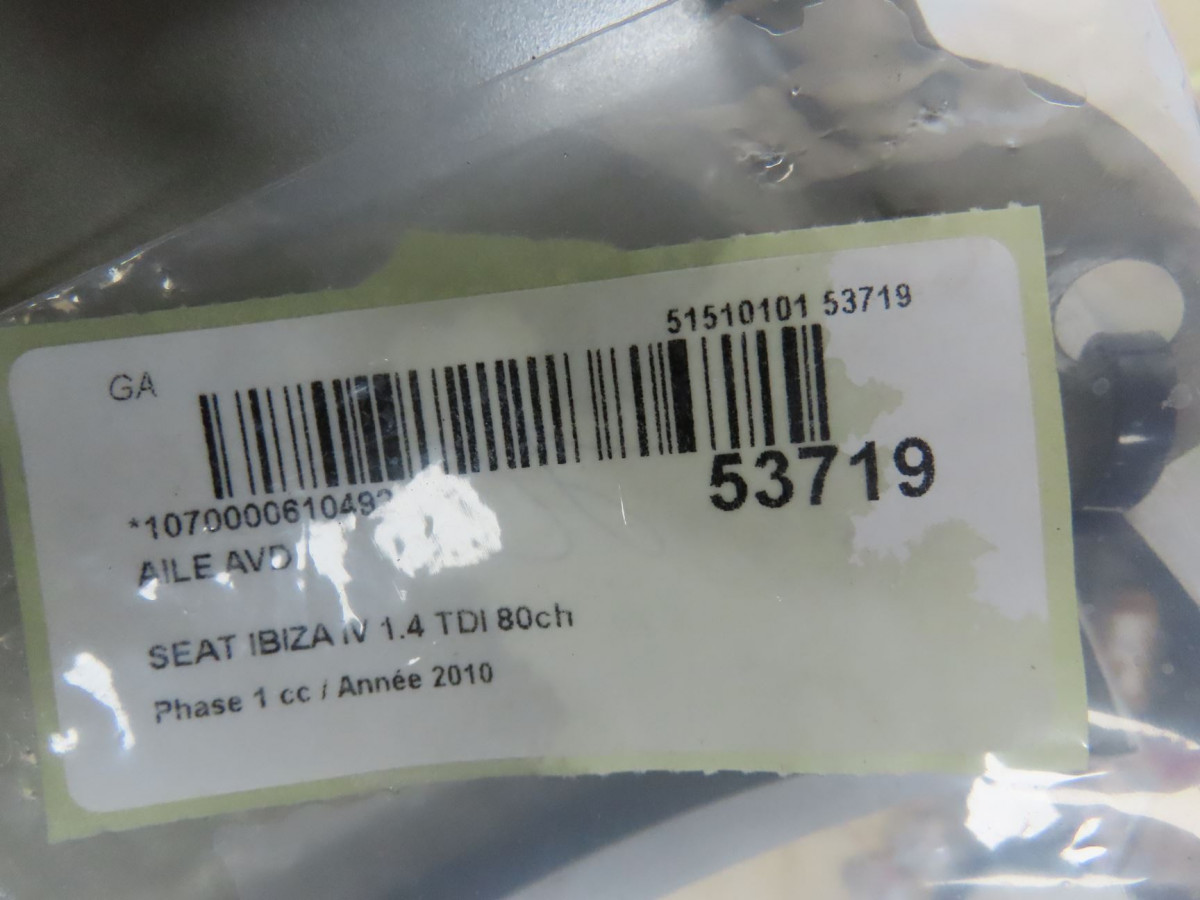 51510101 53719
GA
53719
AILE AVD
SEAT IBIZA IV 1.4 TDI 80ch
Phase 1 cc / Année 2010